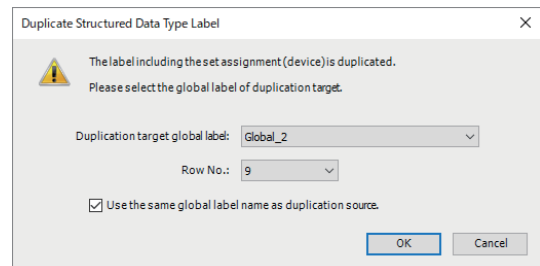 Duplicate Structured Data Type Label
The label including the set assignment (device) is duplicated.
Please select the global label of duplication target.
Duplication target global label: Global_2
Row No.: 9
Use the same global label name as duplication source.
OK Cancel